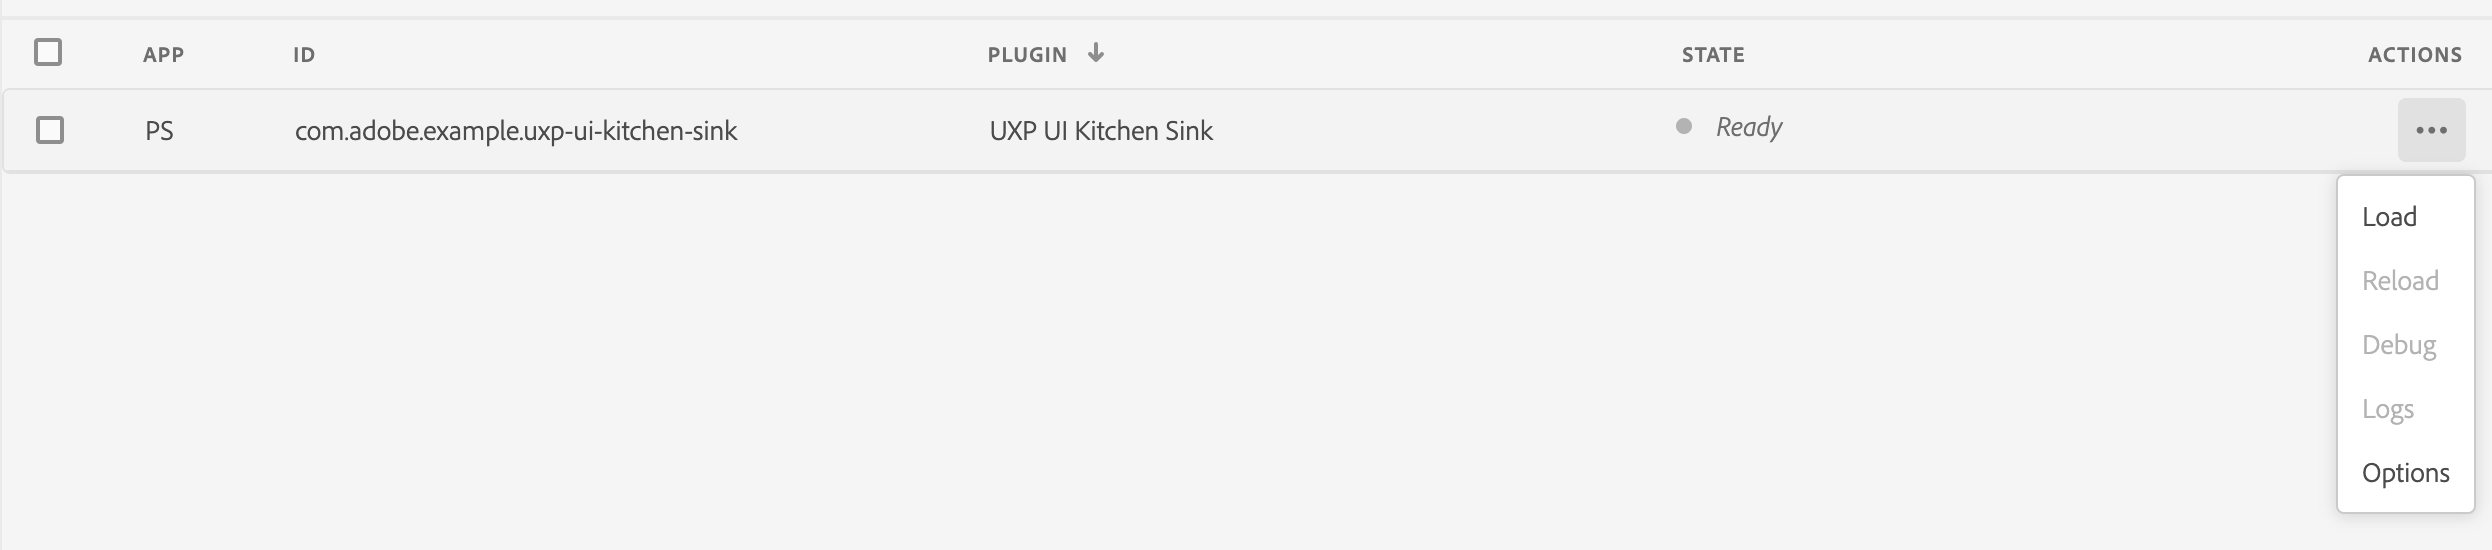 APP ID PLUGIN STATE ACTIONS
PS com.adobe.example.uxp-ui-kitchen-sink UXP UI Kitchen Sink Ready
Load
Reload
Debug
Logs
Options